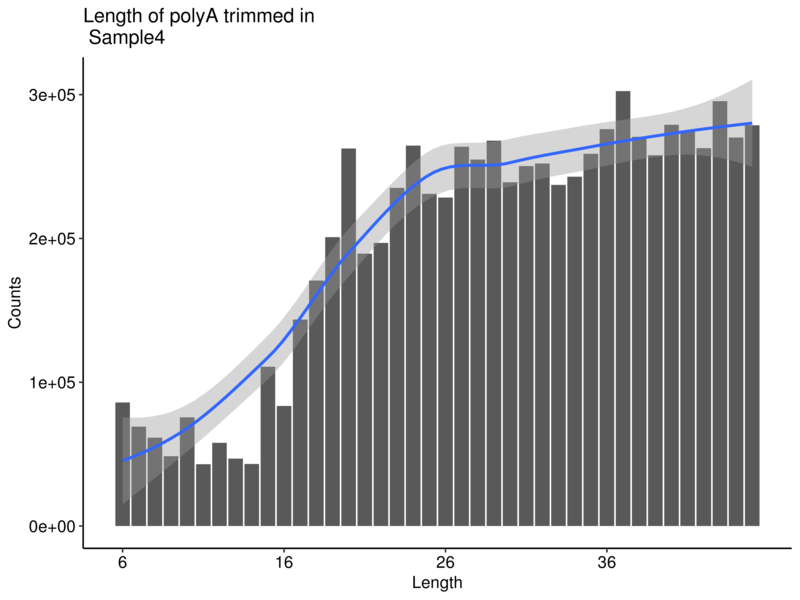 Length of polyA trimmed in
Sample4
3e+05
2e+05
1e+05
0e+00
Counts
6 16 26 36
Length